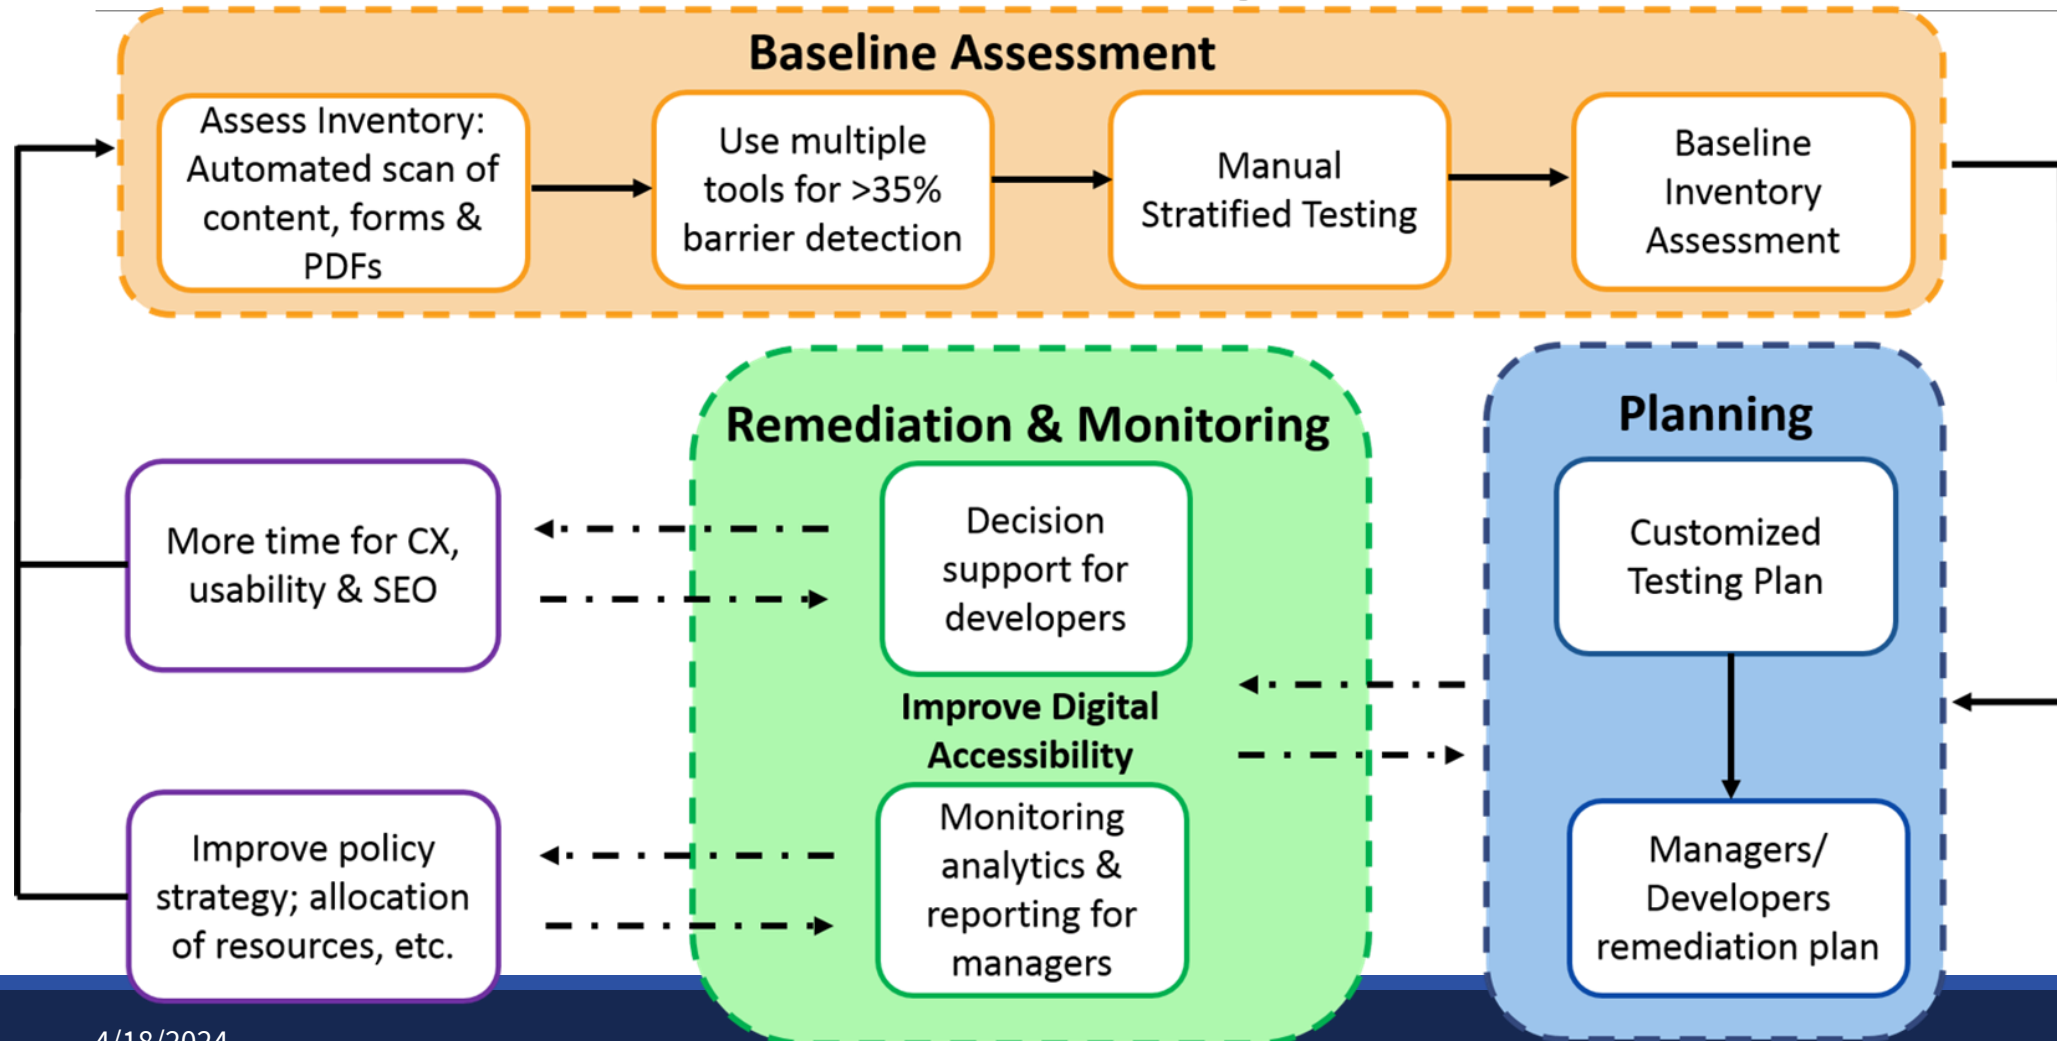 Baseline Assessment
Assess Inventory:
Automated scan of
content, forms &
PDFs
Use multiple
tools for >35%
barrier detection
Manual
Stratified Testing
Baseline
Inventory
Assessment
Remediation & Monitoring
Decision
support for
developers
Improve Digital
Accessibility
Monitoring
analytics &
reporting for
managers
Planning
Customized
Testing Plan
Managers/
Developers
remediation plan
More time for CX,
usability & SEO
Improve policy
strategy; allocation
of resources, etc.
4/18/2024